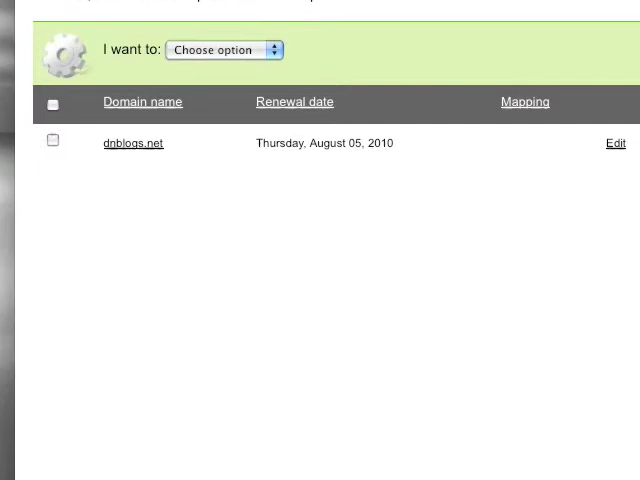 I want to: Choose option
Domain name Renewal date Mapping
dnblogs.net Thursday, August 05, 2010 Edit